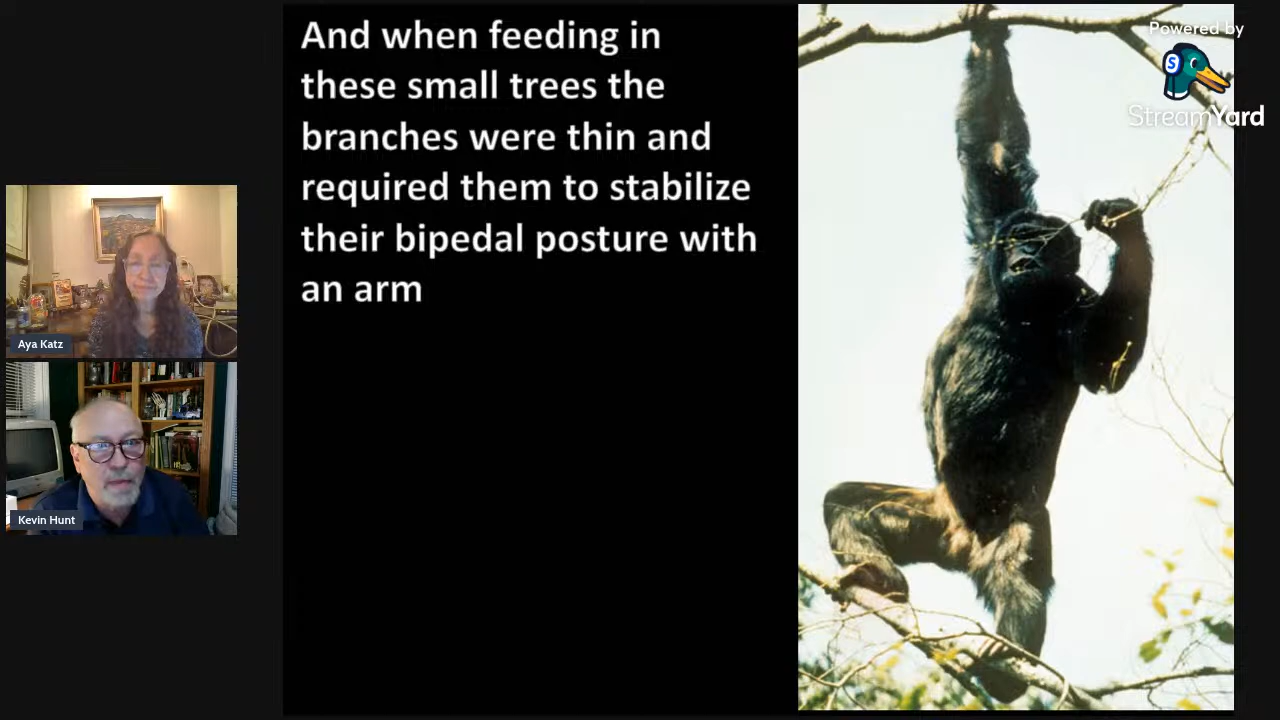 And when feeding in
these small trees the
branches were thin and
required them to stabilize
their bipedal posture with
an arm
Powered by
S
StreamYard
Aya Katz
Kevin Hunt